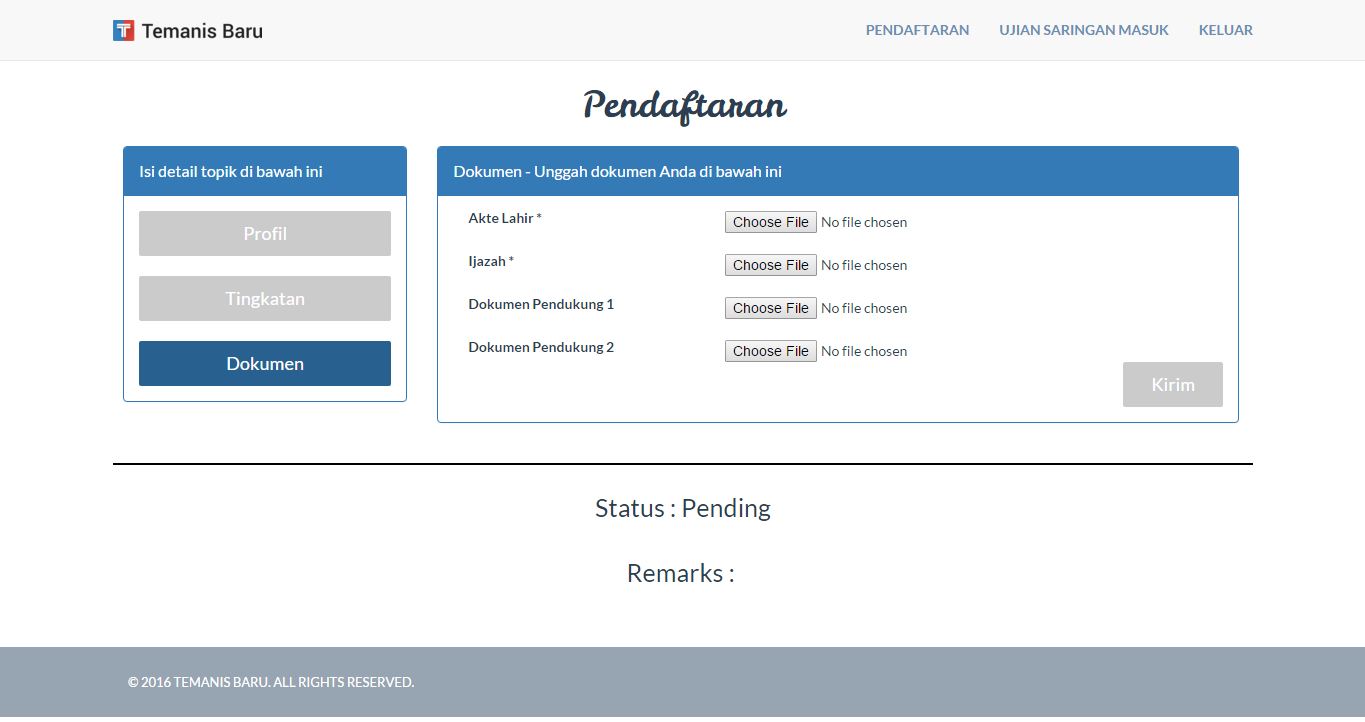 Temanis Baru
PENDAFTARAN UJIAN SARINGAN MASUK KELUAR
Pendaftaran
Isi detail topik di bawah ini
Profil
Tingkatan
Dokumen
Dokumen - Unggah dokumen Anda di bawah ini
Akte Lahir * Choose File No file chosen
Ijazah * Choose File No file chosen
Dokumen Pendukung 1 Choose File No file chosen
Dokumen Pendukung 2 Choose File No file chosen
Kirim
Status : Pending
Remarks :
© 2016 TEMANIS BARU. ALL RIGHTS RESERVED.